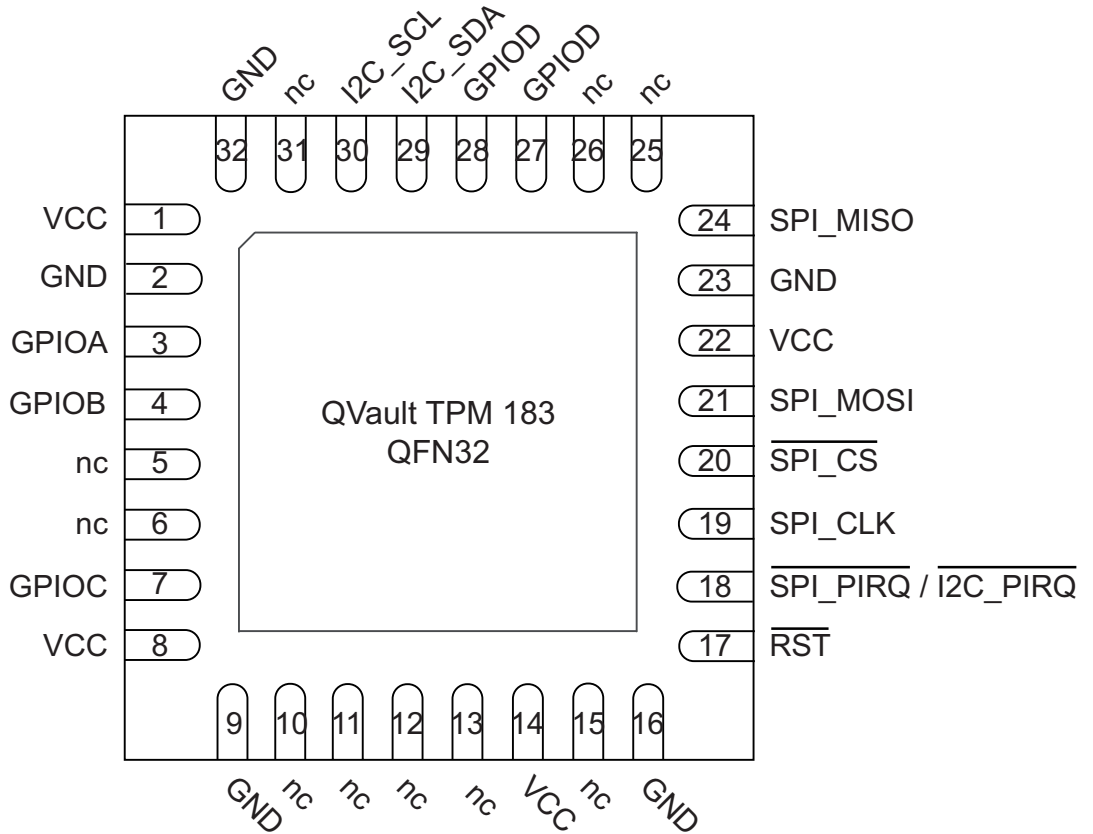 GND nc I2C_SCL I2C_SDA GPIOD GPIOD nc nc
32 31 30 29 28 27 26 25
VCC 1
GND 2
GPIOA 3
GPIOB 4
nc 5
nc 6
GPIOC 7
VCC 8
QVault TPM 183
QFN32
24 SPI_MISO
23 GND
22 VCC
21 SPI_MOSI
20 SPI_CS
19 SPI_CLK
18 SPI_PIRQ / I2C_PIRQ
17 RST
9 10 11 12 13 14 15 16
GND nc nc nc nc VCC nc GND